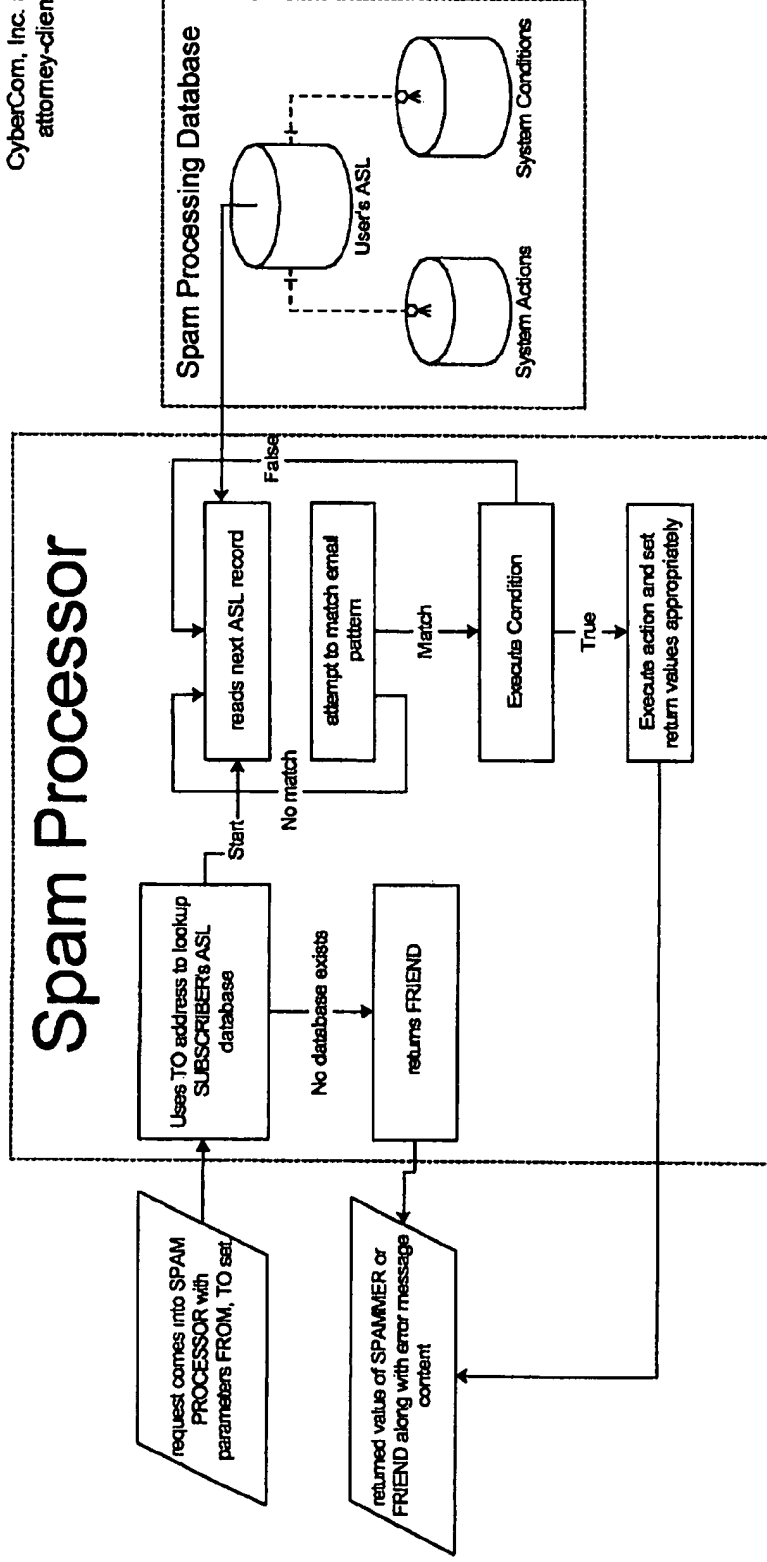 CyberCom, Inc.
attorney-clien
Spam Processor
request comes into SPAM
PROCESSOR with
parameters FROM, TO set
Uses TO address to lookup
SUBSCRIBER's ASL
database
Start
reads next ASL record
False
No match
attempt to match email
pattern
Match
No database exists
returns FRIEND
Execute Condition
True
returned value of SPAMMER or
FRIEND along with error message
content
Execute action and set
return values appropriately
Spam Processing Database
User's ASL
System Actions
System Conditions